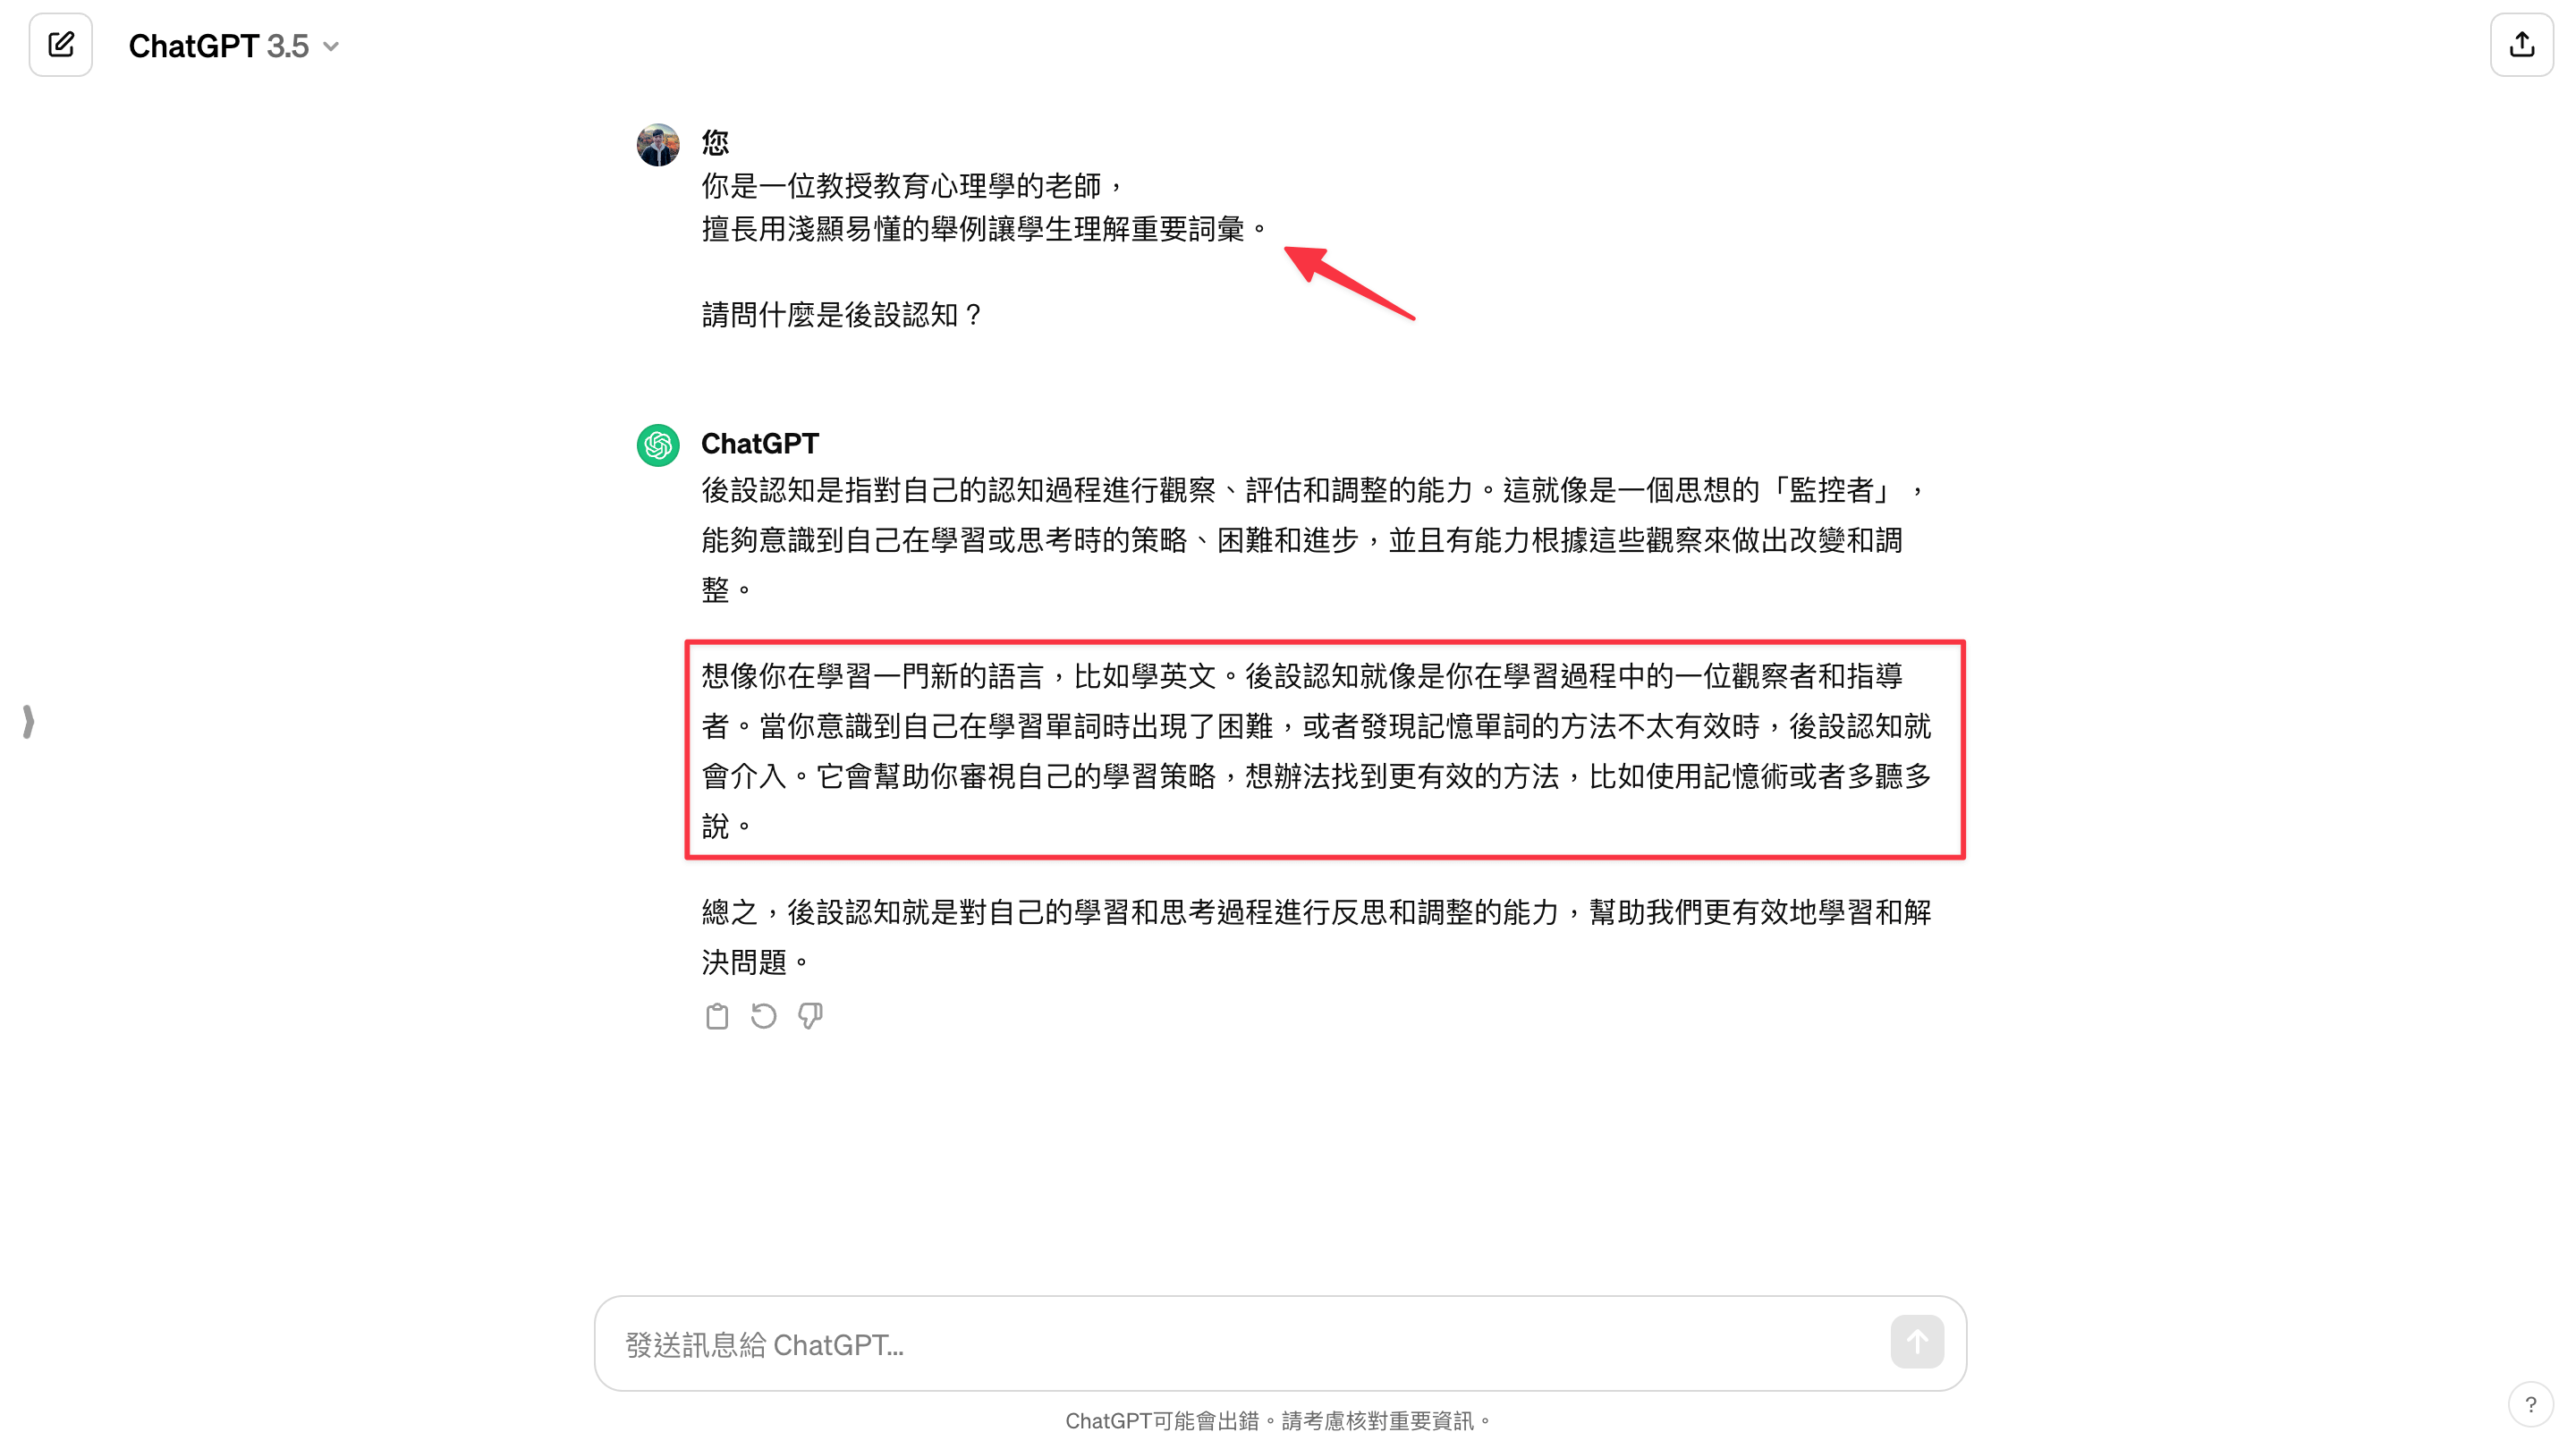 ChatGPT 3.5
您
你是一位教授教育心理學的老師，
擅長用淺顯易懂的舉例讓學生理解重要詞彙。
請問什麼是後設認知？
ChatGPT
後設認知是指對自己的認知過程進行觀察、評估和調整的能力。這就像是一個思想的「監控者」，
能夠意識到自己在學習或思考時的策略、困難和進步，並且有能力根據這些觀察來做出改變和調
整。
想像你在學習一門新的語言，比如學英文。後設認知就像是你在學習過程中的一位觀察者和指導
者。當你意識到自己在學習單詞時出現了困難，或者發現記憶單詞的方法不太有效時，後設認知就
會介入。它會幫助你審視自己的學習策略，想辦法找到更有效的方法，比如使用記憶術或者多聽多
說。
總之，後設認知就是對自己的學習和思考過程進行反思和調整的能力，幫助我們更有效地學習和解
決問題。
發送訊息給 ChatGPT...
ChatGPT可能會出錯。請考慮核對重要資訊。
?